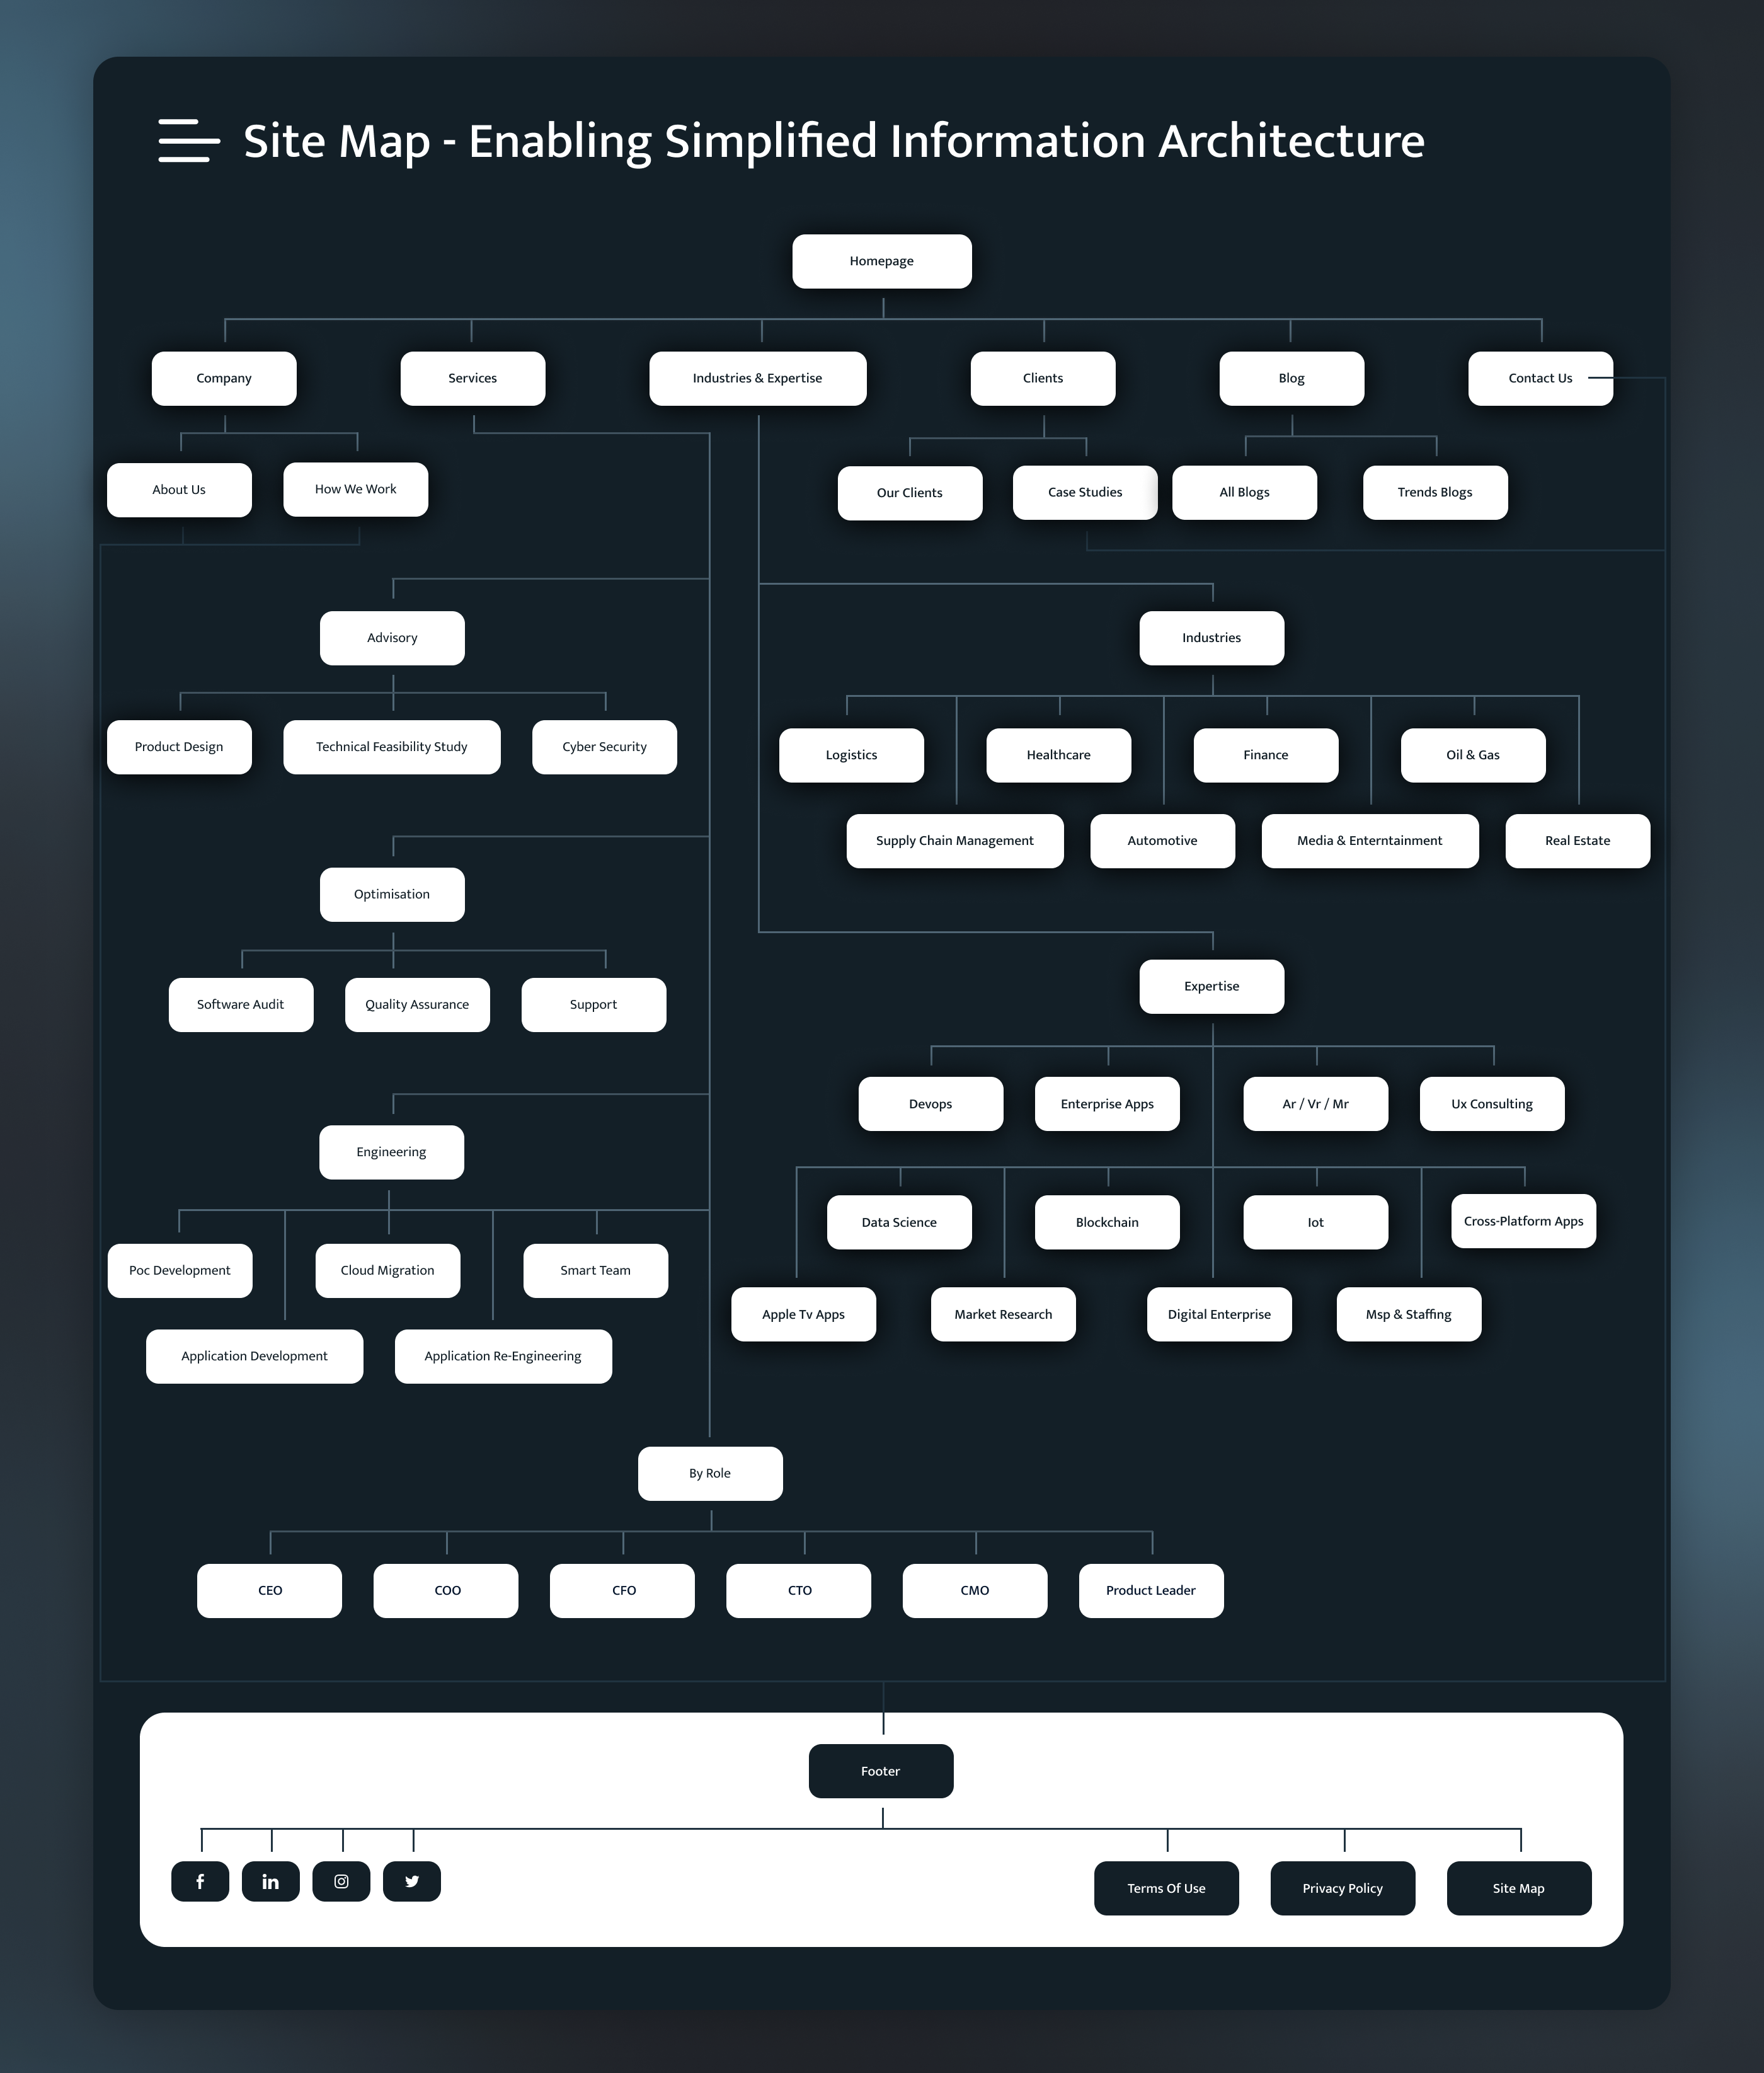 Site Map - Enabling Simplified Information Architecture
Homepage
Company
Services
Industries & Expertise
Clients
Blog
Contact Us
About Us
How We Work
Our Clients
Case Studies
All Blogs
Trends Blogs
Advisory
Industries
Product Design
Technical Feasibility Study
Cyber Security
Logistics
Healthcare
Finance
Oil & Gas
Supply Chain Management
Automotive
Media & Enterntainment
Real Estate
Optimisation
Software Audit
Quality Assurance
Support
Expertise
Devops
Enterprise Apps
Ar / Vr / Mr
Ux Consulting
Engineering
Data Science
Blockchain
Iot
Cross-Platform Apps
Poc Development
Cloud Migration
Smart Team
Apple Tv Apps
Market Research
Digital Enterprise
Msp & Staffing
Application Development
Application Re-Engineering
By Role
CEO
COO
CFO
CTO
CMO
Product Leader
Footer
f
in
Terms Of Use
Privacy Policy
Site Map